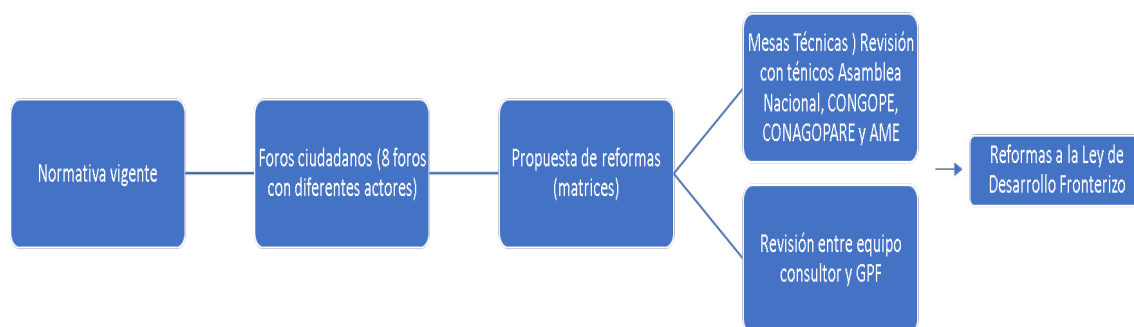 Normativa vigente
Foros ciudadanos (8 foros
con diferentes actores)
Propuesta de reformas
(matrices)
Mesas Técnicas ) Revisión
con ténicos Asamblea
Nacional, CONGOPE,
CONAGOPARE y AME
Revisión entre equipo
consultor y GPF
Reformas a la Ley de
Desarrollo Fronterizo